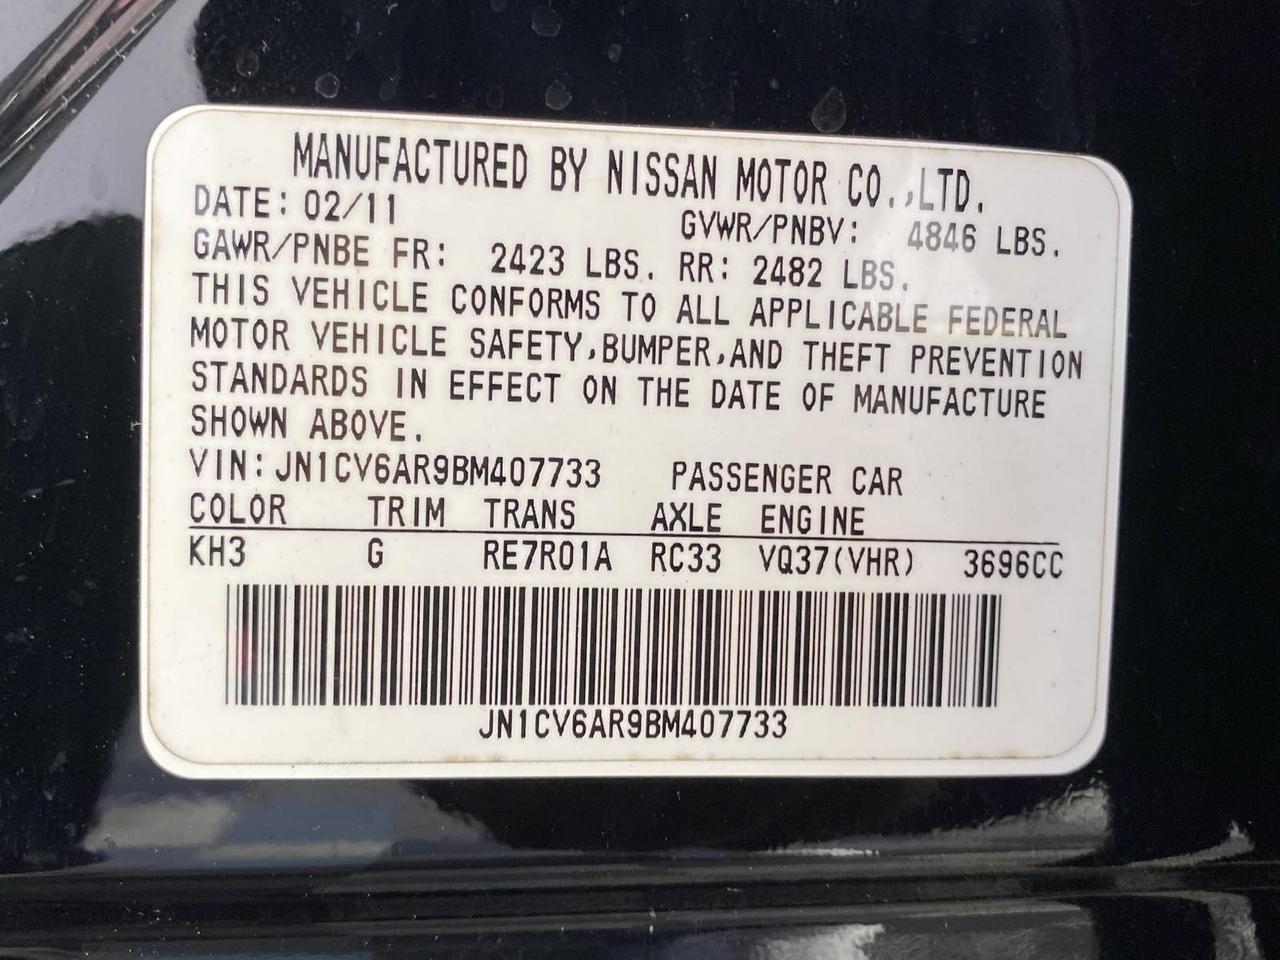 MANUFACTURED BY NISSAN MOTOR CO.,LTD.
DATE: 02/11 GVWR/PNBV: 4846 LBS.
GAWR/PNBE FR: 2423 LBS. RR: 2482 LBS.
THIS VEHICLE CONFORMS TO ALL APPLICABLE FEDERAL
MOTOR VEHICLE SAFETY,BUMPER,AND THEFT PREVENTION
STANDARDS IN EFFECT ON THE DATE OF MANUFACTURE
SHOWN ABOVE.
VIN: JN1CV6AR9BM407733 PASSENGER CAR
COLOR TRIM TRANS AXLE ENGINE
KH3 G RE7R01A RC33 VQ37(VHR) 3696CC
JN1CV6AR9BM407733